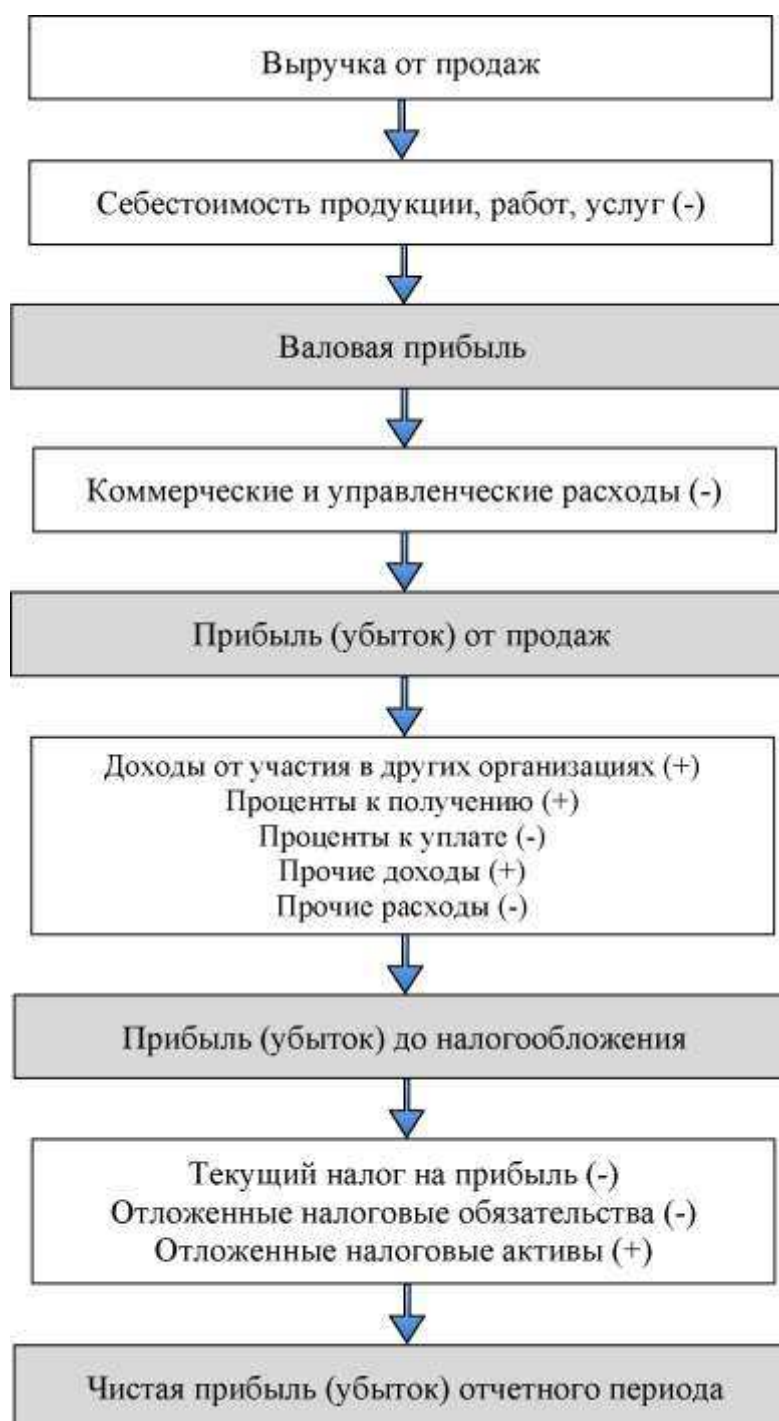 Выручка от продаж
Себестоимость продукции, работ, услуг (-)
Валовая прибыль
Коммерческие и управленческие расходы (-)
Прибыль (убыток) от продаж
Доходы от участия в других организациях (+)
Проценты к получению (+)
Проценты к уплате (-)
Прочие доходы (+)
Прочие расходы (-)
Прибыль (убыток) до налогообложения
Текущий налог на прибыль (-)
Отложенные налоговые обязательства (-)
Отложенные налоговые активы (+)
Чистая прибыль (убыток) отчетного периода